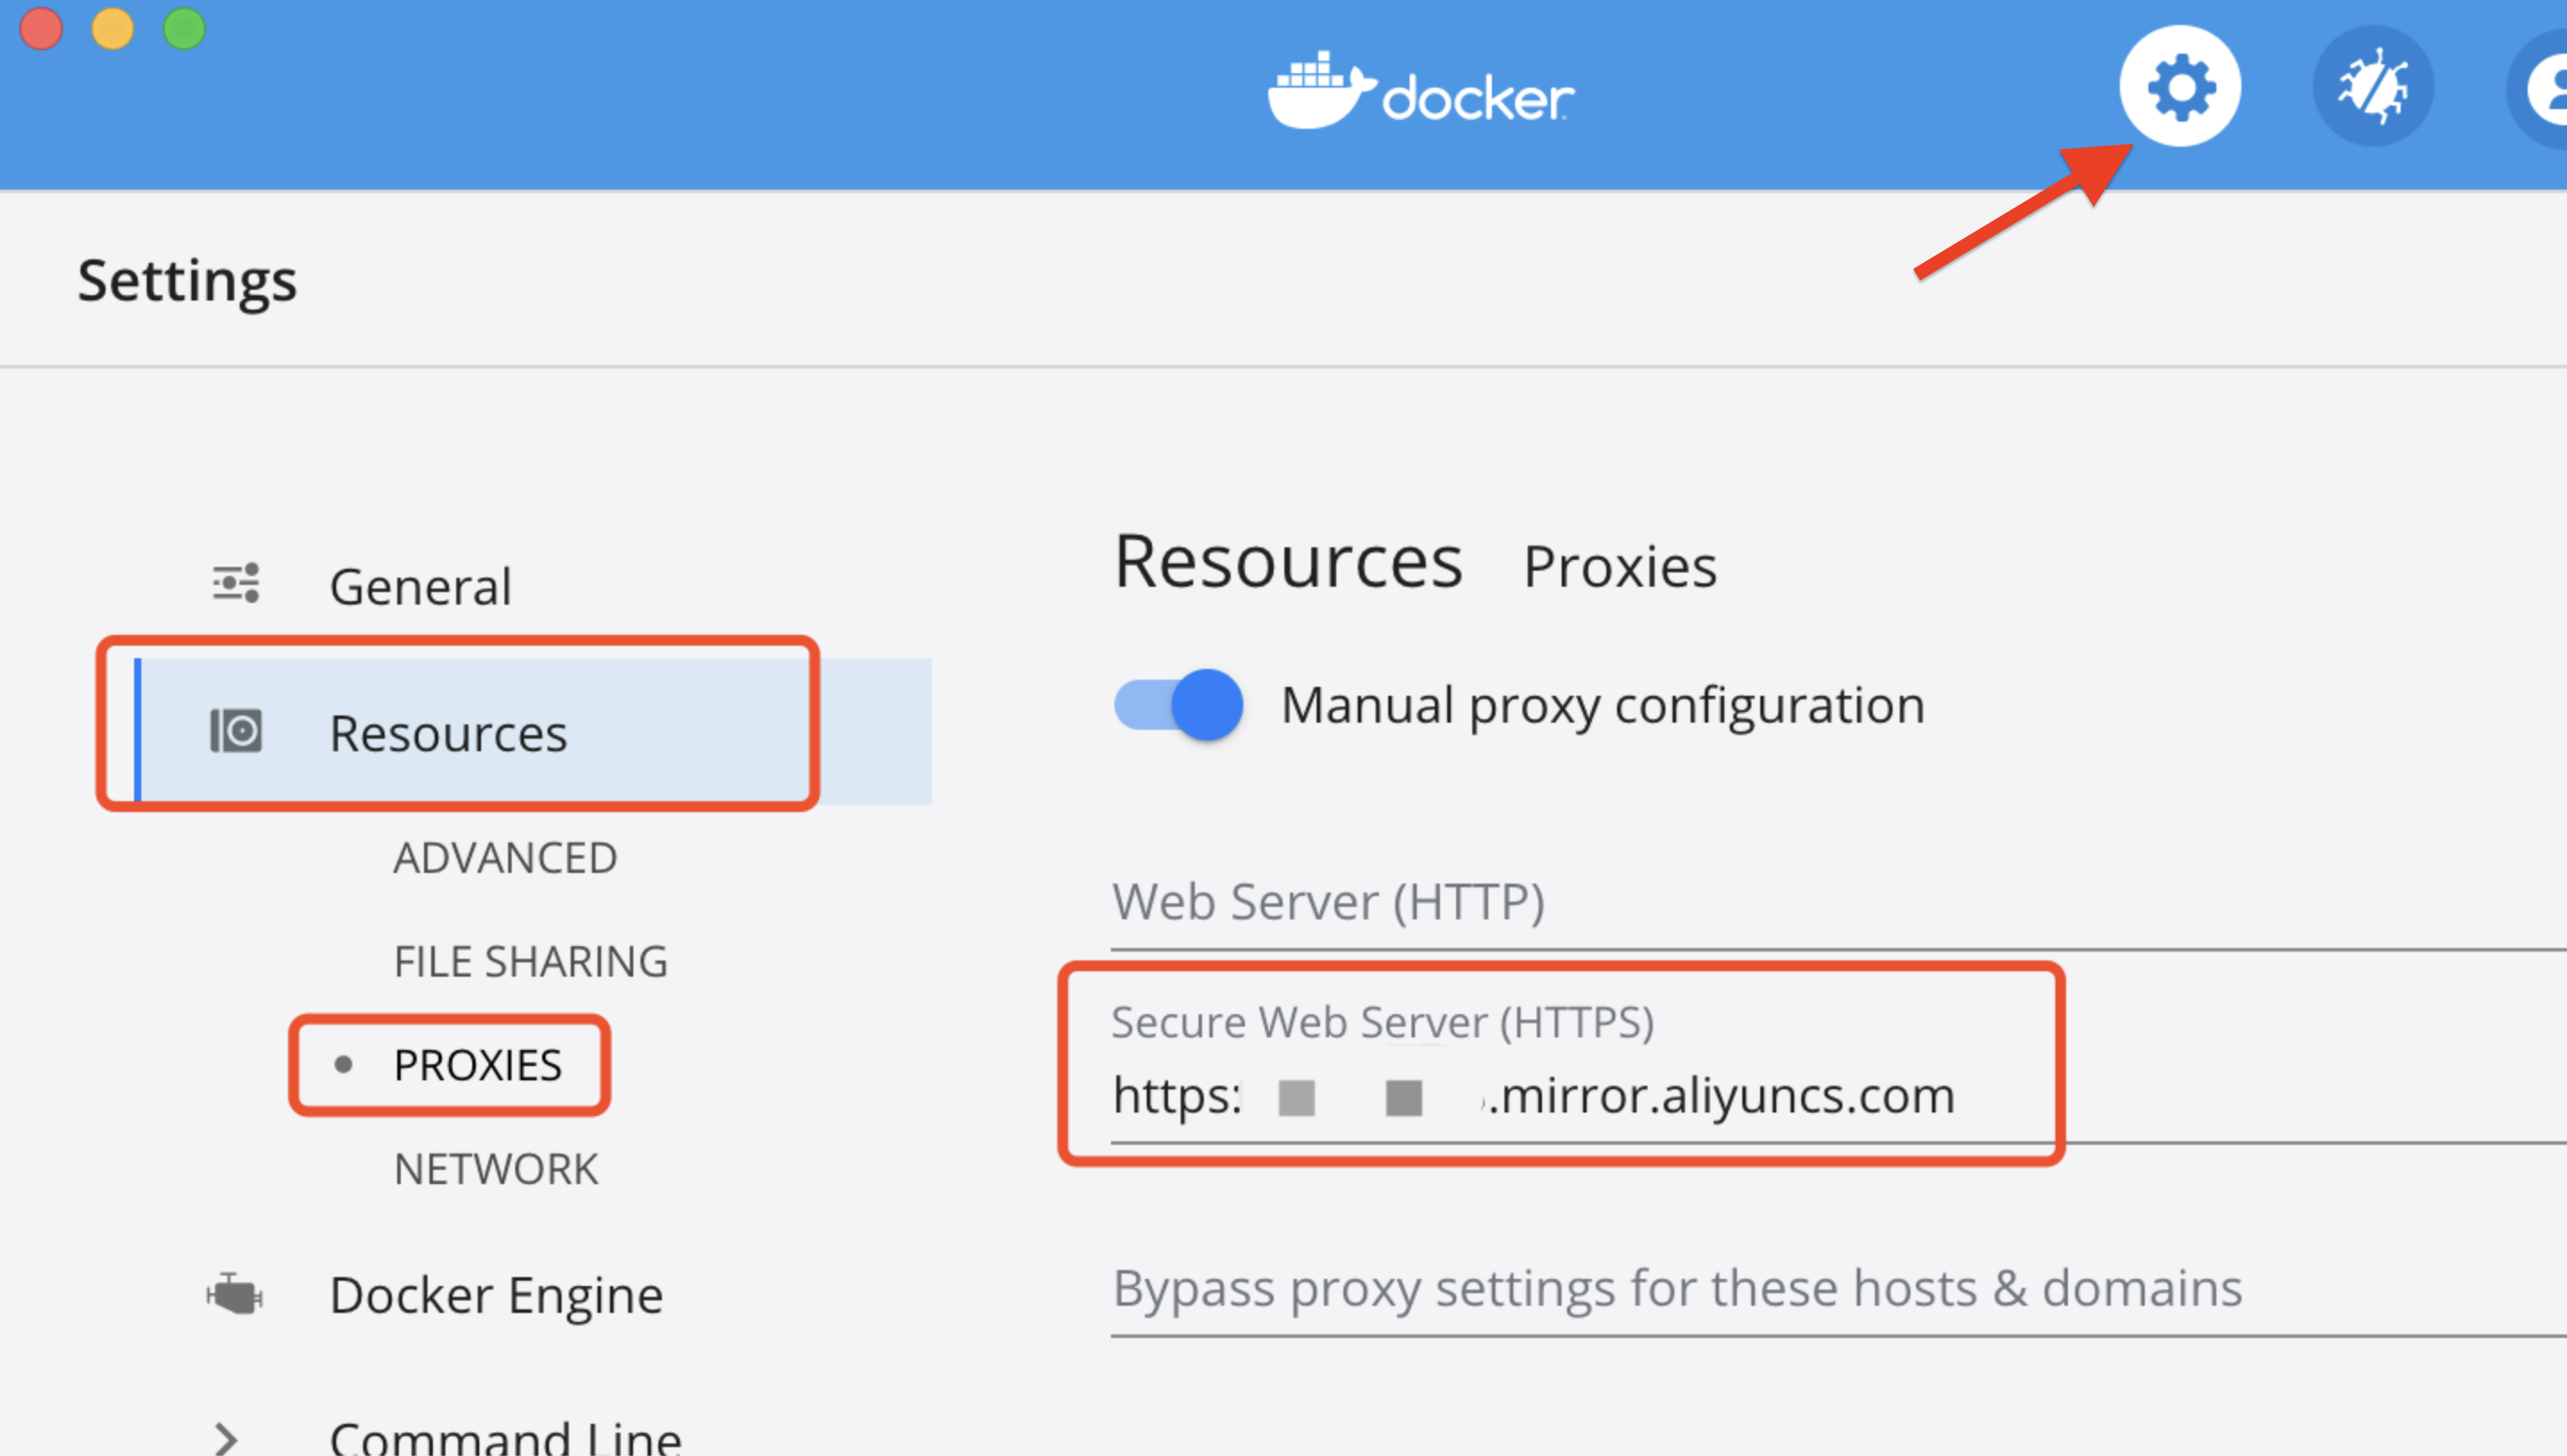 docker
Settings
General
Resources
ADVANCED
FILE SHARING
PROXIES
NETWORK
Docker Engine
Command Line
Resources Proxies
Manual proxy configuration
Web Server (HTTP)
Secure Web Server (HTTPS)
https: .mirror.aliyuncs.com
Bypass proxy settings for these hosts & domains